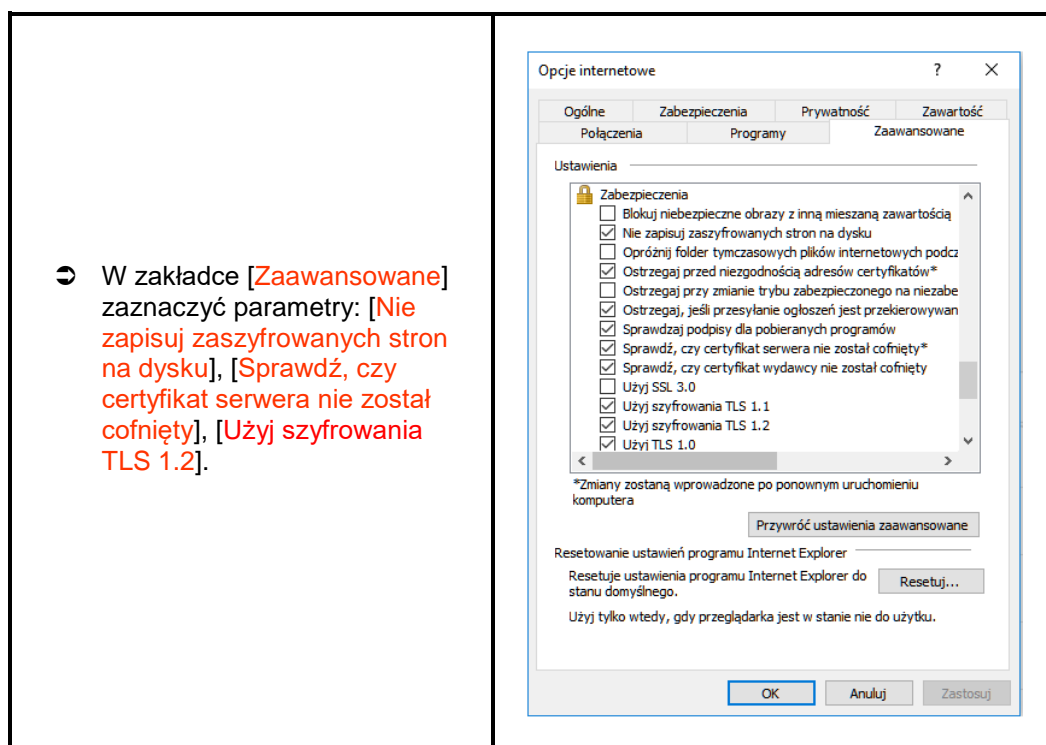 ➲ W zakładce [Zaawansowane]
zaznaczyć parametry: [Nie
zapisuj zaszyfrowanych stron
na dysku], [Sprawdź, czy
certyfikat serwera nie został
cofnięty], [Użyj szyfrowania
TLS 1.2].
Opcje internetowe
Ogólne Zabezpieczenia Prywatność Zawartość
Połączenia Programy Zaawansowane
Ustawienia
Zabezpieczenia
Blokuj niebezpieczne obrazy z inną mieszaną zawartością
Nie zapisuj zaszyfrowanych stron na dysku
Opróżnij folder tymczasowych plików internetowych podcz
Ostrzegaj przed niezgodnością adresów certyfikatów*
Ostrzegaj przy zmianie trybu zabezpieczonego na niezabe
Ostrzegaj, jeśli przesyłanie ogłoszeń jest przekierowywan
Sprawdzaj podpisy dla pobieranych programów
Sprawdź, czy certyfikat serwera nie został cofnięty*
Sprawdź, czy certyfikat wydawcy nie został cofnięty
Użyj SSL 3.0
Użyj szyfrowania TLS 1.1
Użyj szyfrowania TLS 1.2
Użyj TLS 1.0
*Zmiany zostaną wprowadzone po ponownym uruchomieniu
komputera
Przywróć ustawienia zaawansowane
Resetowanie ustawień programu Internet Explorer
Resetuje ustawienia programu Internet Explorer do
stanu domyślnego.
Resetuj...
Użyj tylko wtedy, gdy przeglądarka jest w stanie nie do użytku.
OK Anuluj Zastosuj